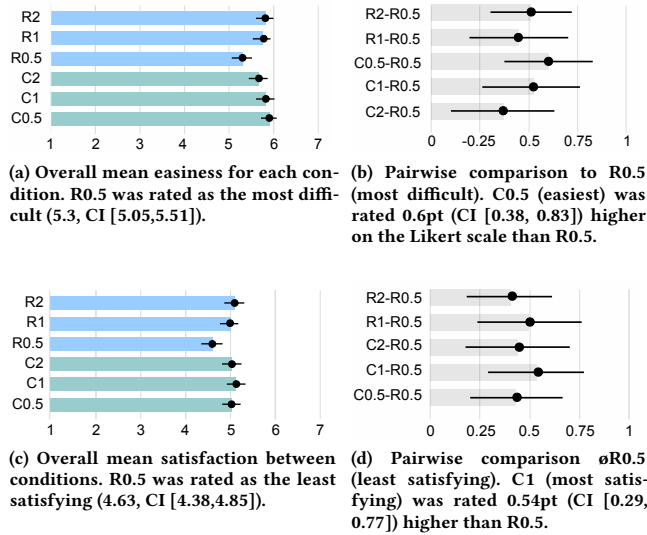 R2
R1
R0.5
C2
C1
C0.5
1 2 3 4 5 6 7
(a) Overall mean easiness for each con-
dition. R0.5 was rated as the most diffi-
cult (5.3, CI [5.05,5.51]).
R2-R0.5
R1-R0.5
C0.5-R0.5
C1-R0.5
C2-R0.5
0 -0.25 0.5 0.75 1
(b) Pairwise comparison to R0.5
(most difficult). C0.5 (easiest) was
rated 0.6pt (CI [0.38, 0.83]) higher
on the Likert scale than R0.5.
R2
R1
R0.5
C2
C1
C0.5
1 2 3 4 5 6 7
(c) Overall mean satisfaction between
conditions. R0.5 was rated as the least
satisfying (4.63, CI [4.38,4.85]).
R2-R0.5
R1-R0.5
C2-R0.5
C1-R0.5
C0.5-R0.5
0 0.25 0.5 0.75 1
(d) Pairwise comparison øR0.5
(least satisfying). C1 (most satis-
fying) was rated 0.54pt (CI [0.29,
0.77]) higher than R0.5.